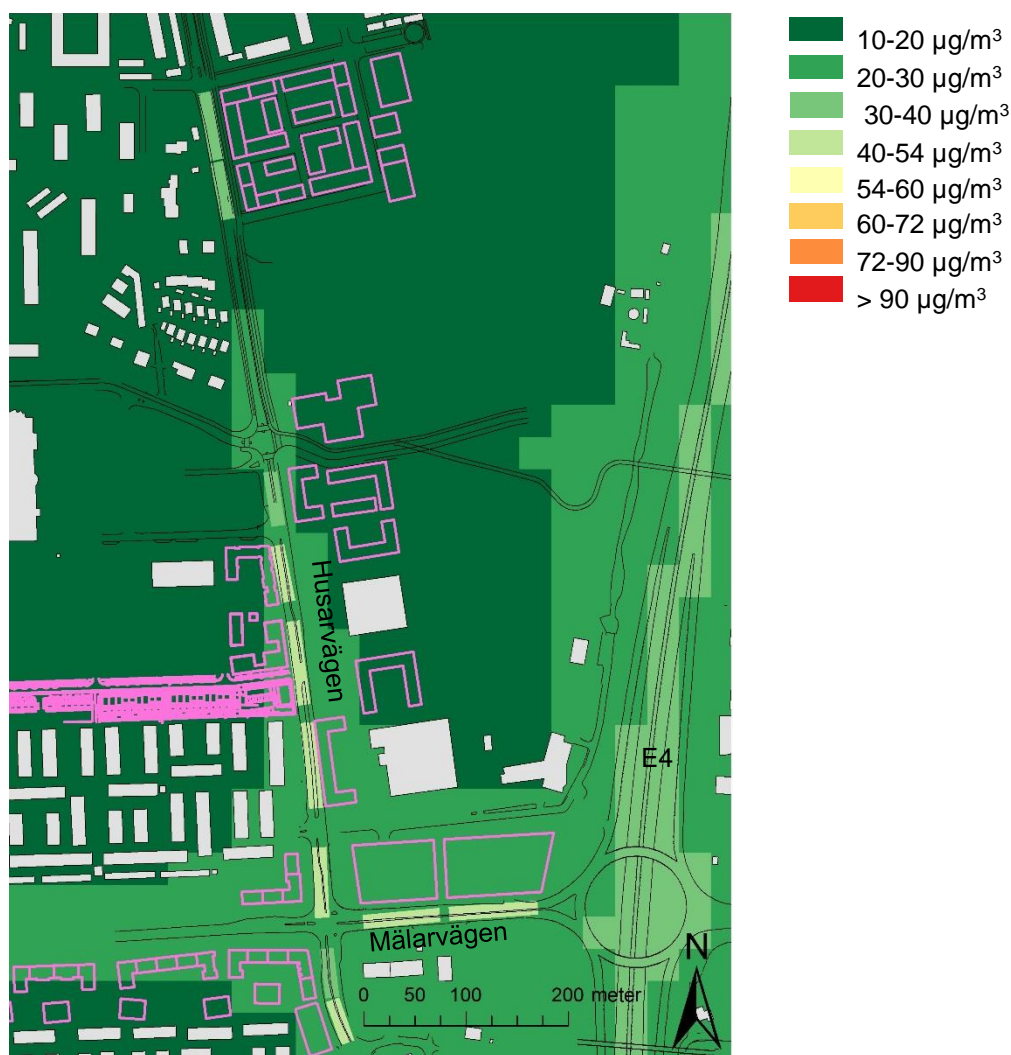 10-20 µg/m³
20-30 µg/m³
30-40 µg/m³
40-54 µg/m³
54-60 µg/m³
60-72 µg/m³
72-90 µg/m³
> 90 µg/m³
Husarvägen
E4
Mälarvägen
N
0 50 100 200 meter